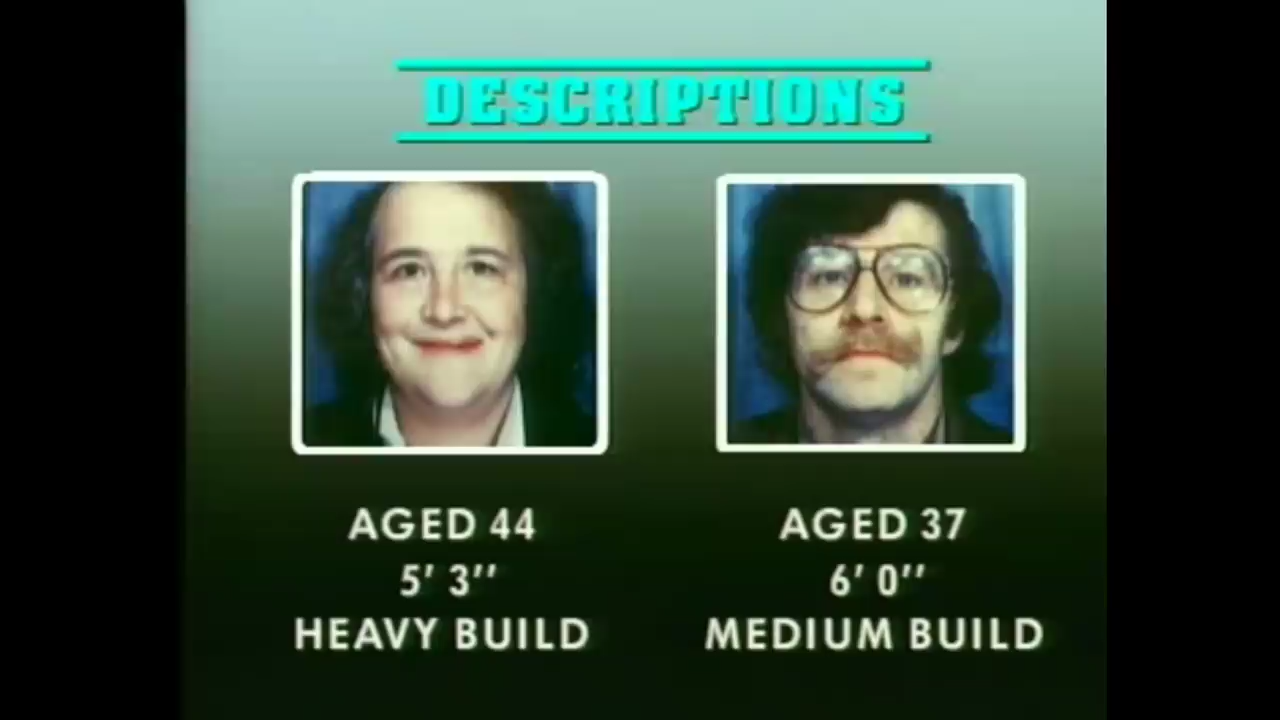 DESCRIPTIONS
AGED 44
5' 3''
HEAVY BUILD
AGED 37
6' 0''
MEDIUM BUILD